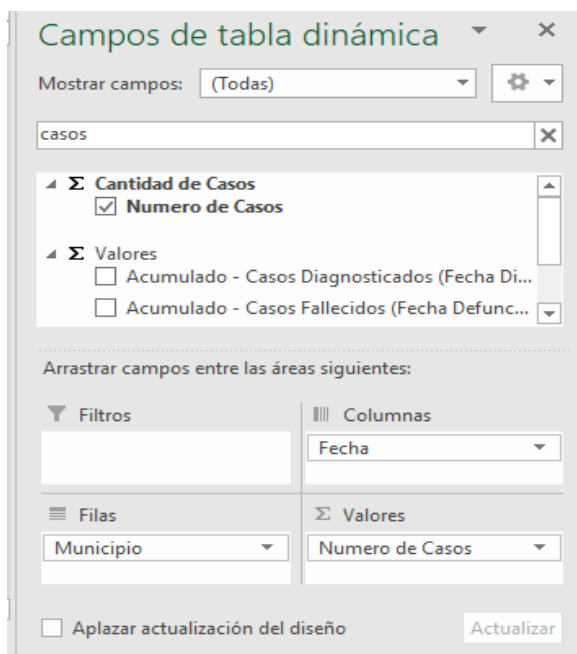 Campos de tabla dinámica
Mostrar campos: (Todas)
casos
Σ Cantidad de Casos
Numero de Casos
Σ Valores
Acumulado - Casos Diagnosticados (Fecha Di...
Acumulado - Casos Fallecidos (Fecha Defunc...
Arrastrar campos entre las áreas siguientes:
Filtros
Columnas
Fecha
Filas
Σ Valores
Municipio
Numero de Casos
Aplazar actualización del diseño
Actualizar